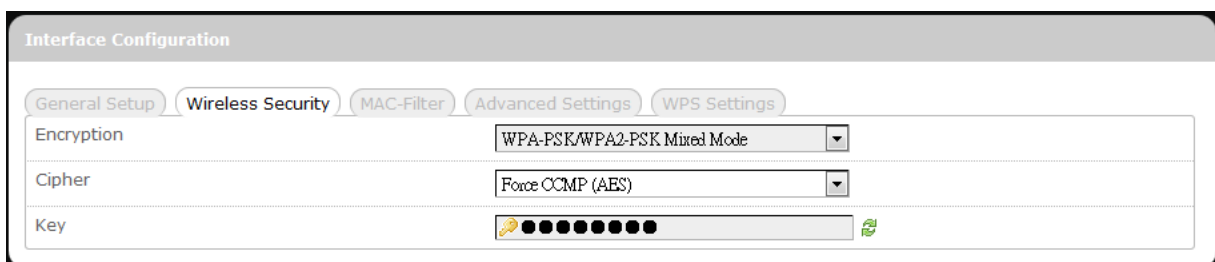 Interface Configuration
General Setup Wireless Security MAC-Filter Advanced Settings WPS Settings
Encryption WPA-PSK/WPA2-PSK Mixed Mode
Cipher Force CCMP (AES)
Key ●●●●●●●●